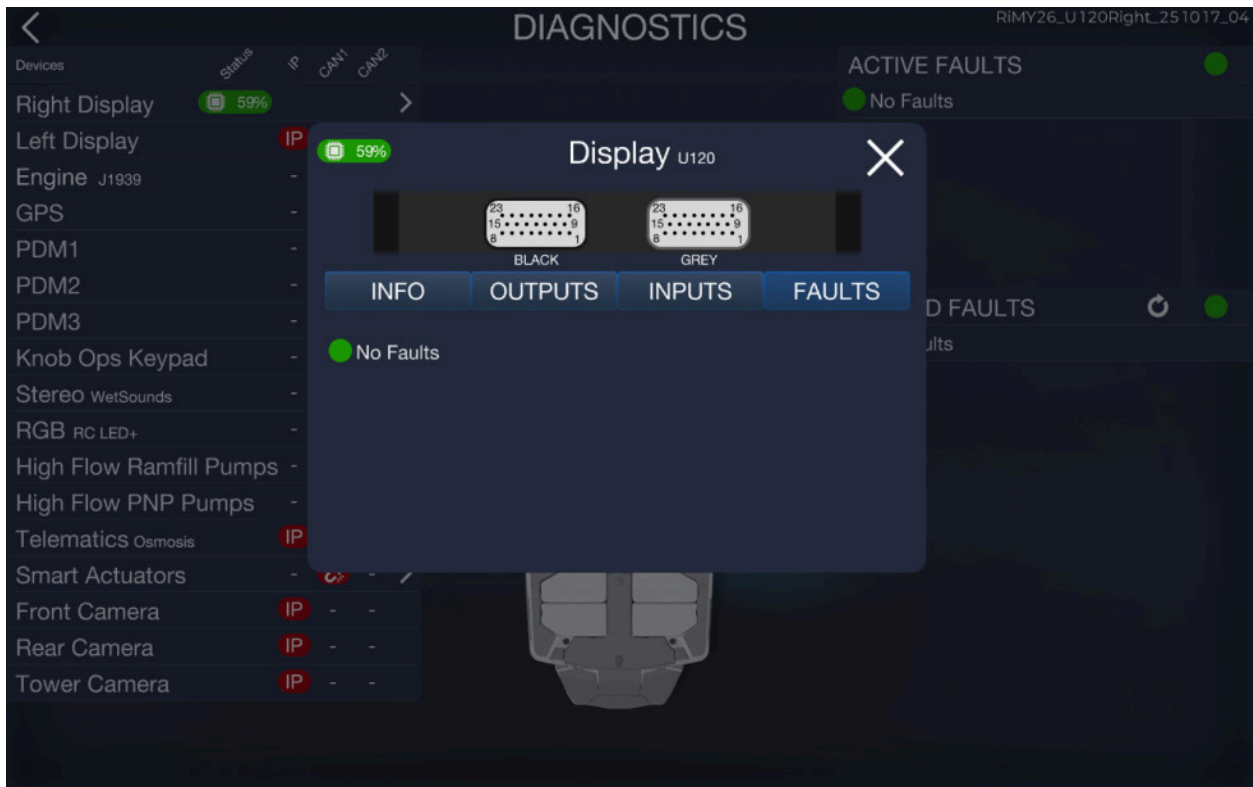 DIAGNOSTICS
RiMY26_U120Right_251017_04
Devices Status IP CAN1 CAN2
Right Display 59%
Left Display IP
Engine J1939 -
GPS -
PDM1 -
PDM2 -
PDM3 -
Knob Ops Keypad -
Stereo WetSounds -
RGB RC LED+ -
High Flow Ramfill Pumps -
High Flow PNP Pumps -
Telematics Osmosis IP
Smart Actuators - -
Front Camera IP - -
Rear Camera IP - -
Tower Camera IP - -
59% Display U120
23 16
15 9
8 1
BLACK
23 16
15 9
8 1
GREY
INFO OUTPUTS INPUTS FAULTS
No Faults
ACTIVE FAULTS
No Faults
D FAULTS
ults